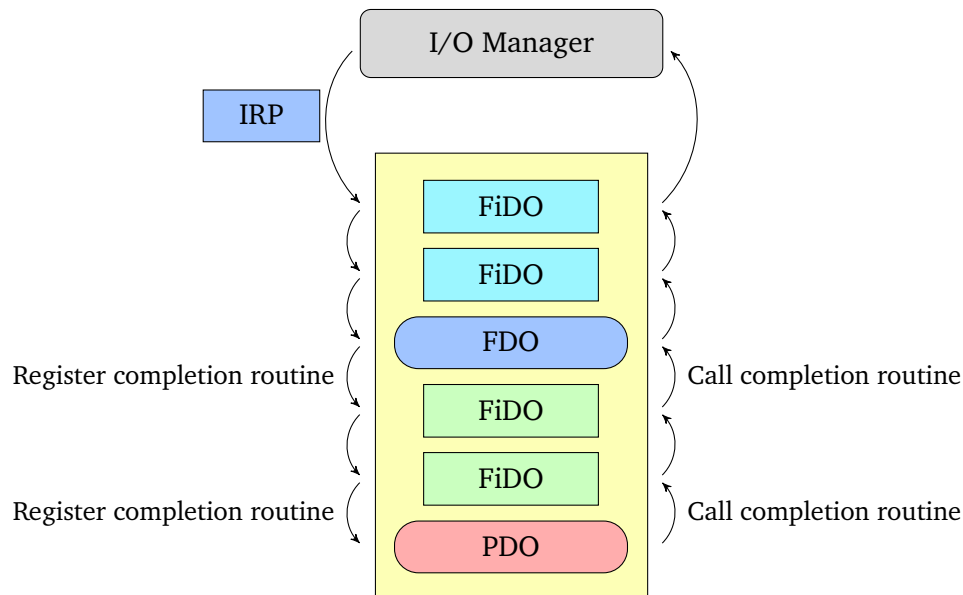 I/O Manager
IRP
FiDO
FiDO
FDO
Register completion routine
Call completion routine
FiDO
FiDO
Register completion routine
Call completion routine
PDO